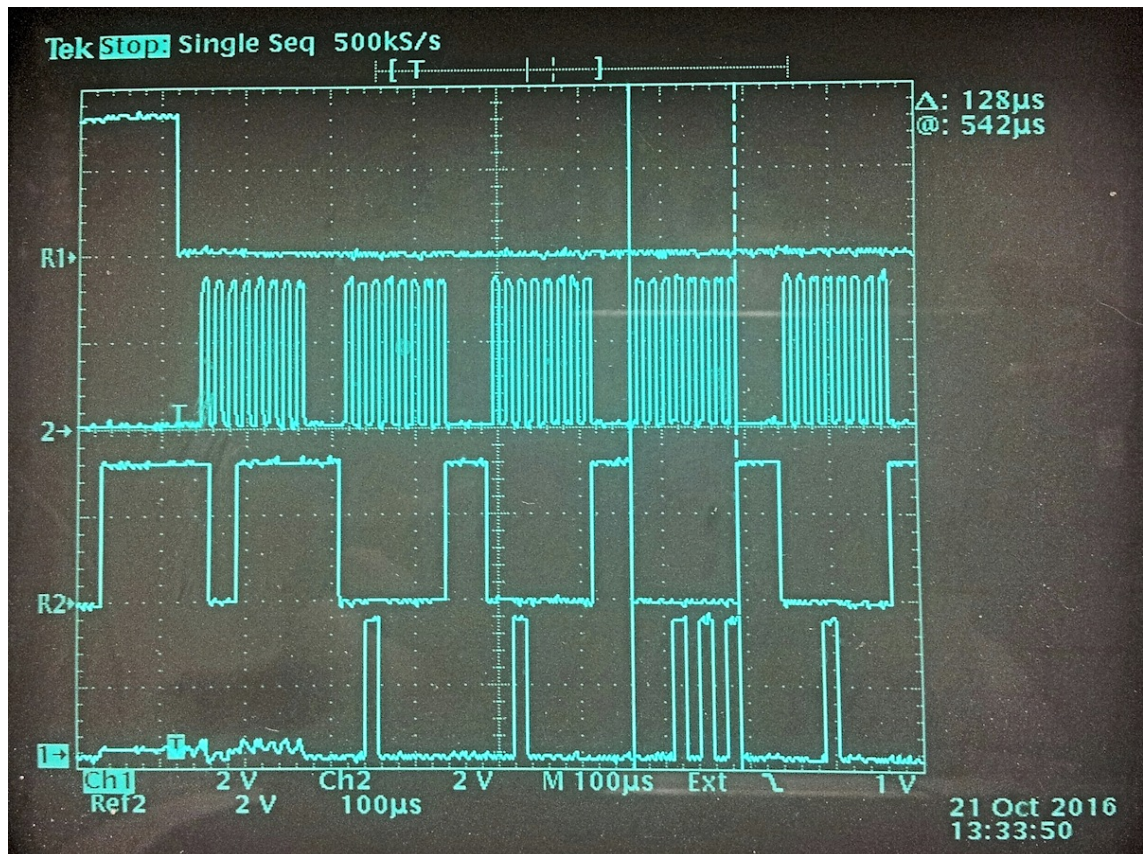 Tek Stop: Single Seq 500kS/s
[ T ]
Δ: 128µs
@: 542µs
R1
T
2
R2
T
1
Ch1 2 V Ch2 2 V M 100µs Ext 1 V
Ref2 2 V 100µs
21 Oct 2016
13:33:50